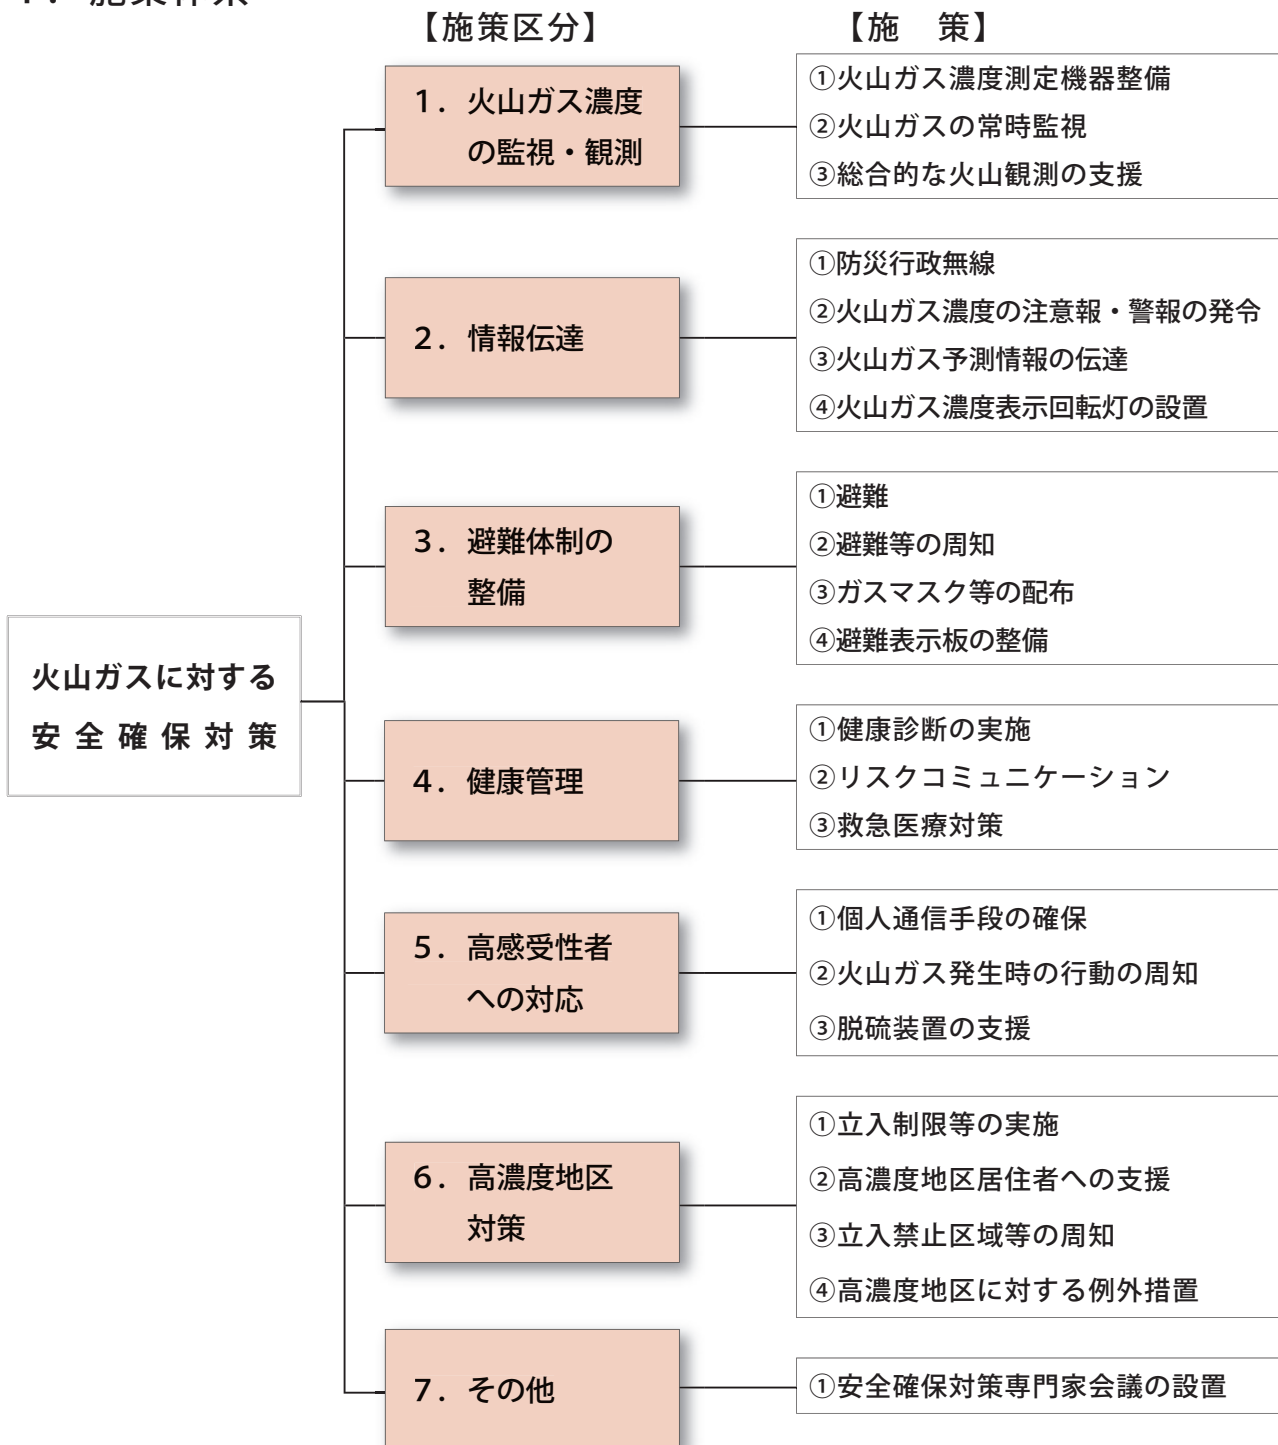 【施策区分】
【施　策】
1．火山ガス濃度
の監視・観測
①火山ガス濃度測定機器整備
②火山ガスの常時監視
③総合的な火山観測の支援
2．情報伝達
①防災行政無線
②火山ガス濃度の注意報・警報の発令
③火山ガス予測情報の伝達
④火山ガス濃度表示回転灯の設置
3．避難体制の
整備
①避難
②避難等の周知
③ガスマスク等の配布
④避難表示板の整備
火山ガスに対する
安全確保対策
4．健康管理
①健康診断の実施
②リスクコミュニケーション
③救急医療対策
5．高感受性者
への対応
①個人通信手段の確保
②火山ガス発生時の行動の周知
③脱硫装置の支援
6．高濃度地区
対策
①立入制限等の実施
②高濃度地区居住者への支援
③立入禁止区域等の周知
④高濃度地区に対する例外措置
7．その他
①安全確保対策専門家会議の設置